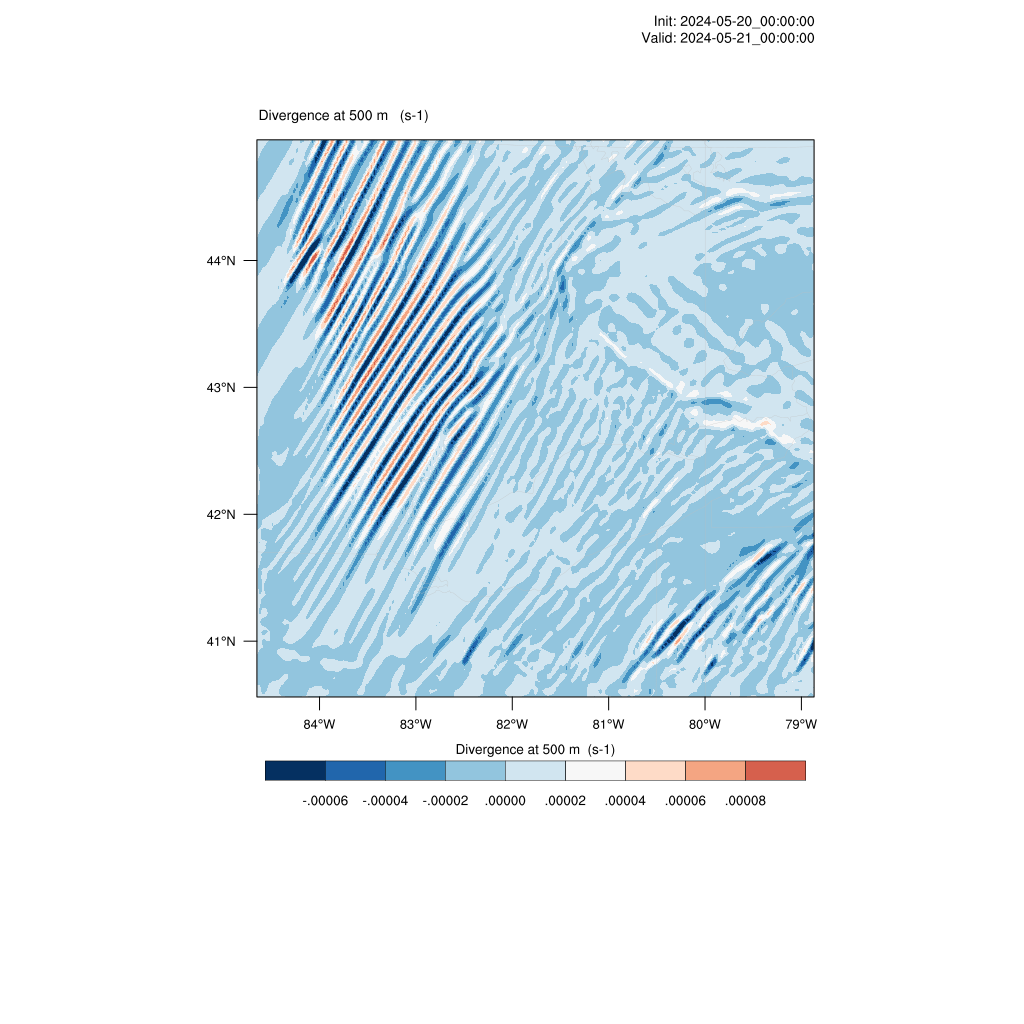 Init: 2024-05-20_00:00:00
Valid: 2024-05-21_00:00:00
Divergence at 500 m (s-1)
44°N
43°N
42°N
41°N
84°W 83°W 82°W 81°W 80°W 79°W
Divergence at 500 m (s-1)
-.00006 -.00004 -.00002 .00000 .00002 .00004 .00006 .00008